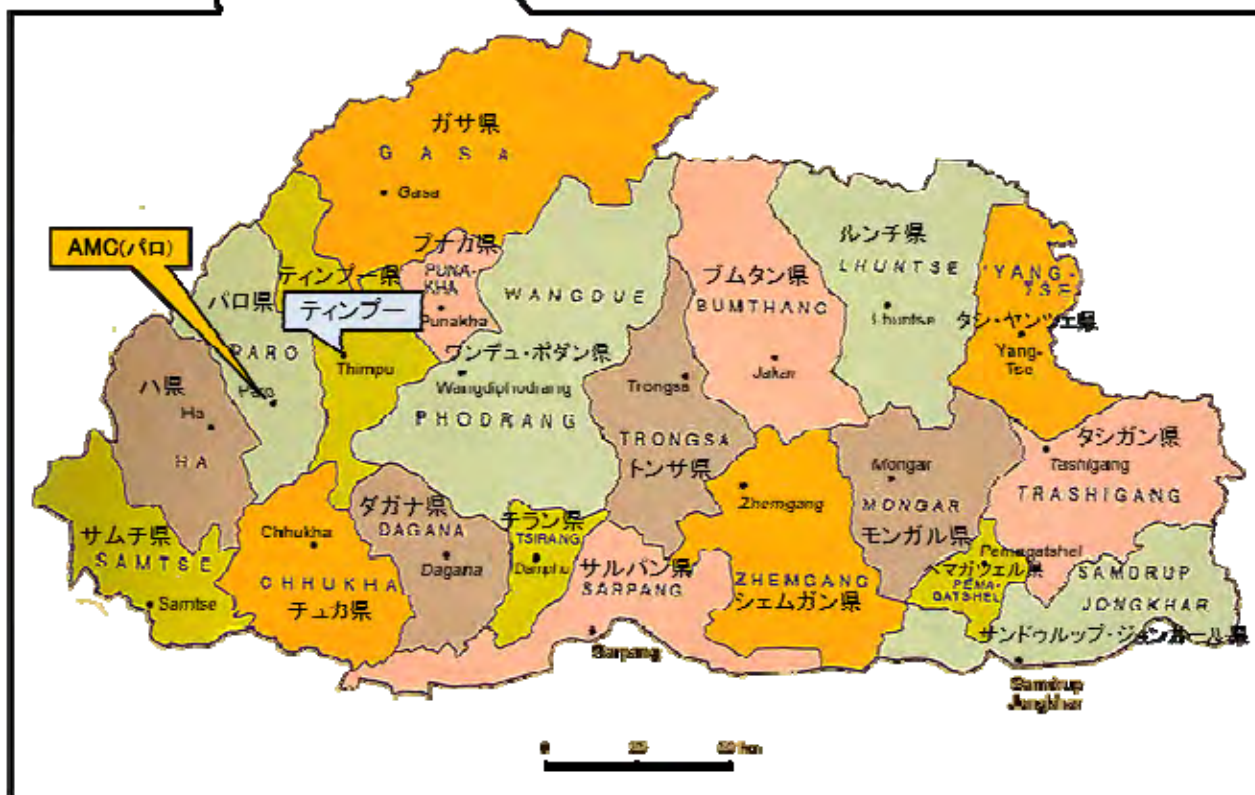 ガサ県
GASA
Gasa
AMC(パロ)
プナカ県
PUNA-
KHA
Punakha
ティンプー県
ティンプー
Thimpu
パロ県
PARO
Paro
ハ県
Ha
HA
WANGDUE
ワンデュ・ポダン県
Wangdiphodrang
PHODRANG
ブムタン県
BUMTHANG
Jakar
ルンチ県
LHUNTSE
Lhuntse
YANG-
TSE
タシ・ヤンツェ県
Yang-
Tse
Trongsa
TRONGSA
トンサ県
タシガン県
Tashigang
TRASHIGANG
Mongar
MONGAR
モンガル県
Zhemgang
ZHEMGANG
シェムガン県
サムチ県
SAMTSE
Samtse
Chhukha
CHHUKHA
チュカ県
ダガナ県
DAGANA
Dagana
チラン県
TSIRANG
Damphu
サルパン県
SARPANG
Sarpang
Pemagatshel
ペマガツェル県
PEMA-
GATSHEL
SAMDRUP
JONGKHAR
サンドゥルップ・ジョンカール県
Samdrup
Jongkhar
0